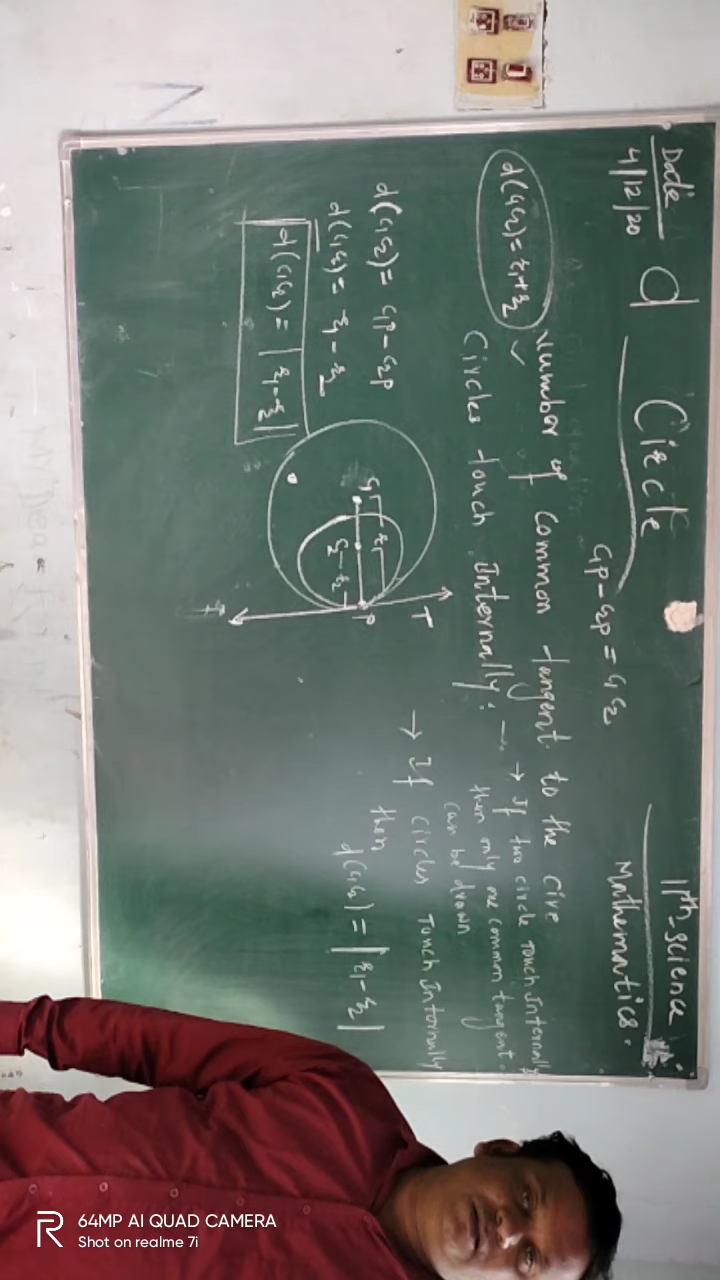 Date
4/12/20
Circle
11th-science
Mathematics.
C1P-C2P = C1C2
d(C1C2) = r1+r2
Number of common tangent to the circ
Circles touch Internally: -
→ If two circle Touch Internally
then only one common tangent.
can be drawn
→ If circles Touch Internally
then
d(C1C2) = |r1-r2|
d(C1C2) = C1P-C2P
d(C1C2) = r1-r2
d(C1C2) = |r1-r2|
C1
r1
C2
r2
P
T
64MP AI QUAD CAMERA
Shot on realme 7i